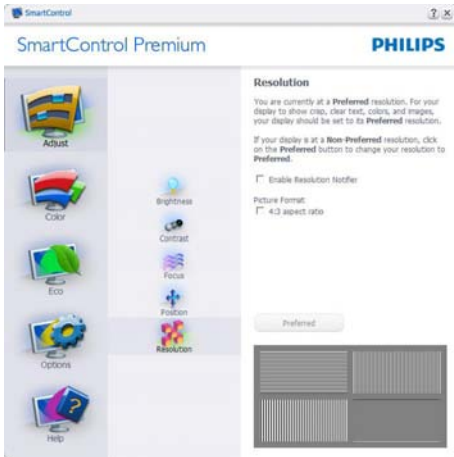 SmartControl
SmartControl Premium
PHILIPS
Adjust
Color
Eco
Options
Help
Brightness
Contrast
Focus
Position
Resolution
Resolution
You are currently at a Preferred resolution. For your
display to show crisp, clear text, colors, and images,
your display should be set to its Preferred resolution.
If your display is at a Non-Preferred resolution, click
on the Preferred button to change your resolution to
Preferred.
Enable Resolution Notifier
Picture Format:
4:3 aspect ratio
Preferred